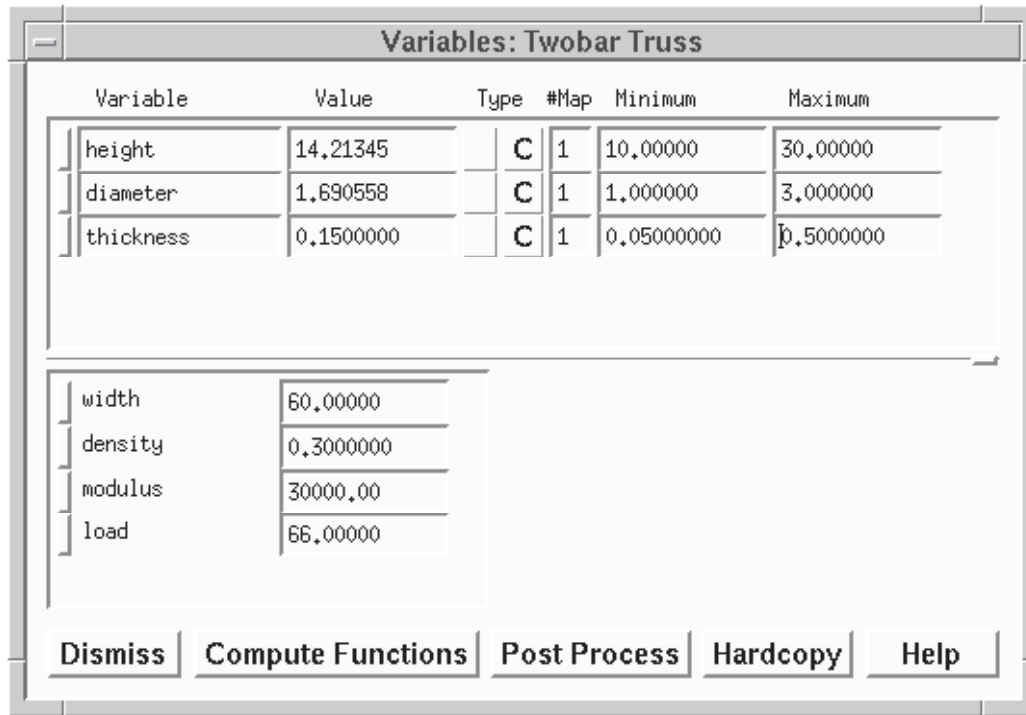 Variables: Twobar Truss
Variable Value Type #Map Minimum Maximum
height 14.21345 C 1 10.00000 30.00000
diameter 1.690558 C 1 1.000000 3.000000
thickness 0.1500000 C 1 0.05000000 0.5000000
width 60.00000
density 0.3000000
modulus 30000.00
load 66.00000
Dismiss Compute Functions Post Process Hardcopy Help